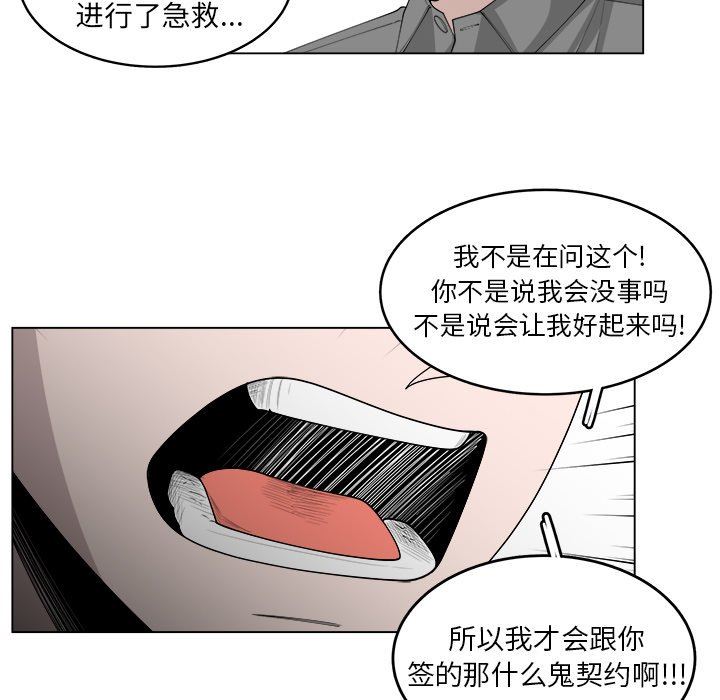 进行了急救...
我不是在问这个!
你不是说我会没事吗
不是说会让我好起来吗!
所以我才会跟你
签的那什么鬼契约啊!!!